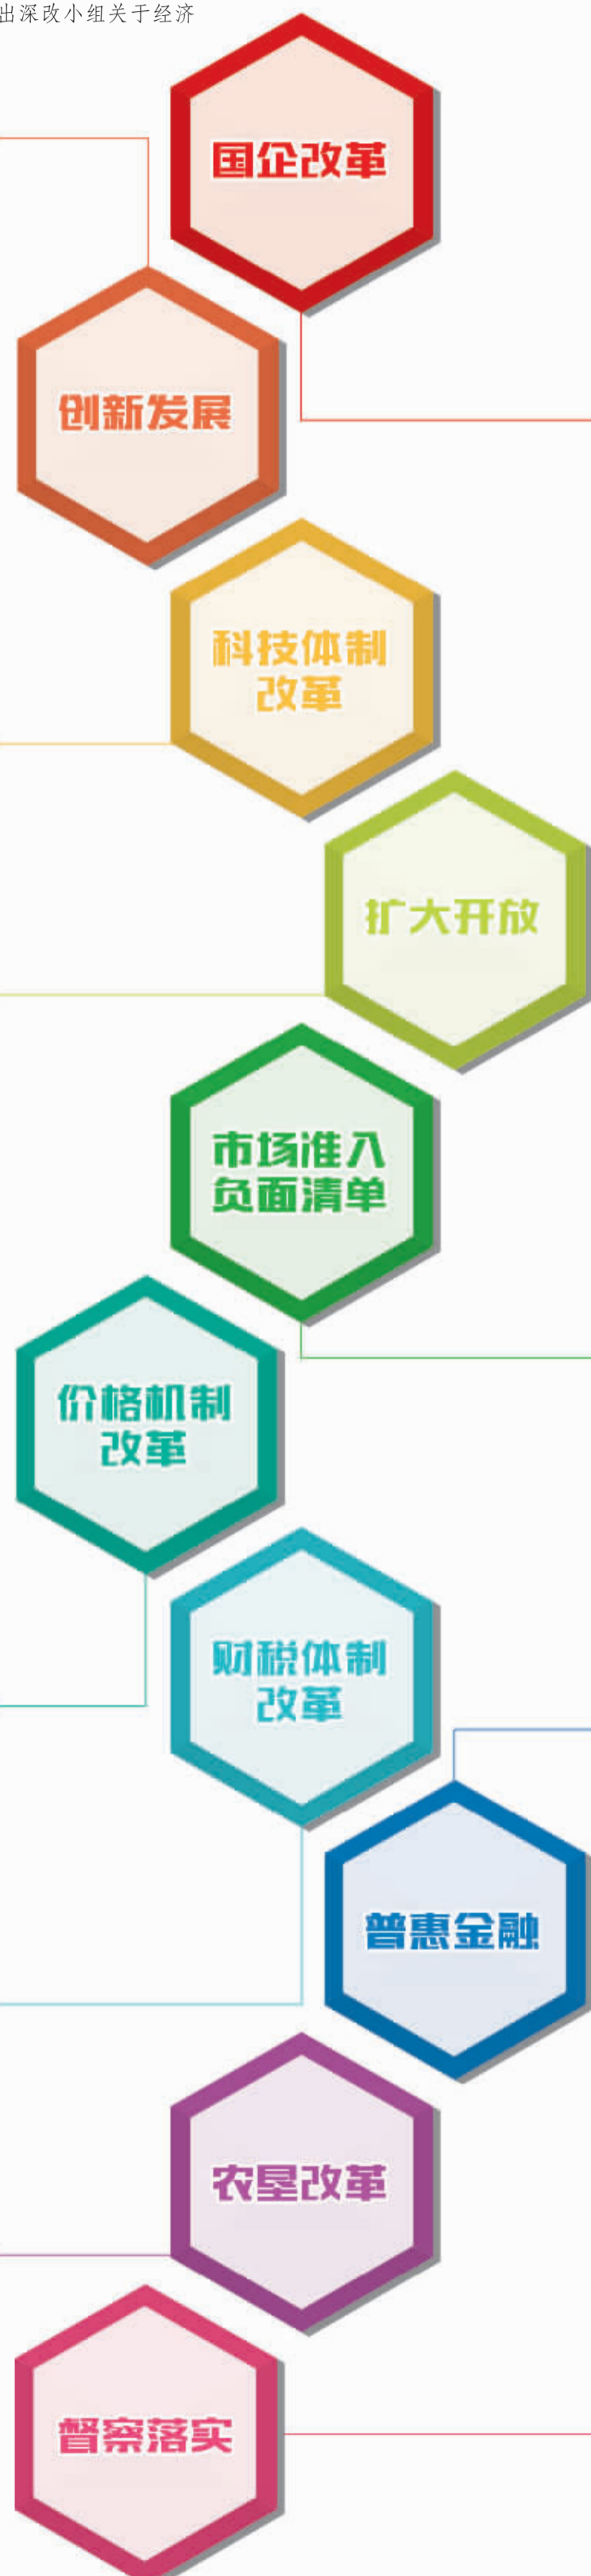 出深改小组关于经济
国企改革
创新发展
科技体制
改革
扩大开放
市场准入
负面清单
价格机制
改革
财税体制
改革
普惠金融
农垦改革
督察落实